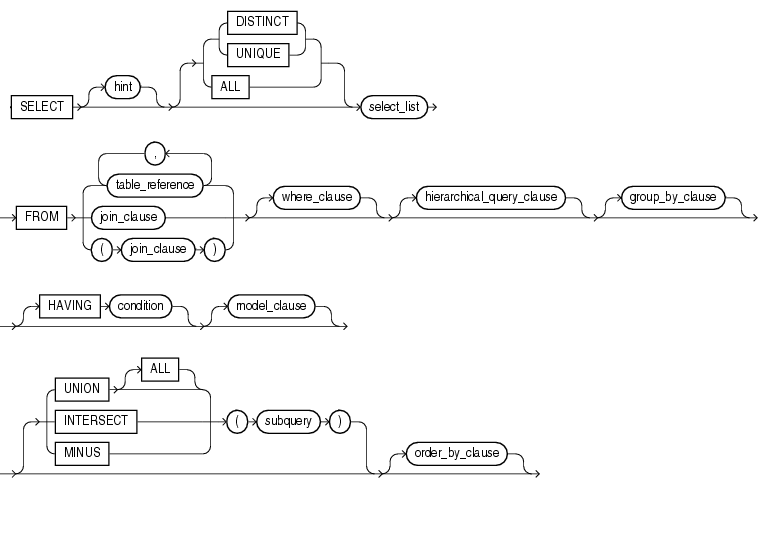 DISTINCT
UNIQUE
ALL
SELECT hint select_list
,
table_reference
FROM join_clause where_clause hierarchical_query_clause group_by_clause
( join_clause )
HAVING condition model_clause
ALL
UNION
INTERSECT ( subquery )
MINUS order_by_clause